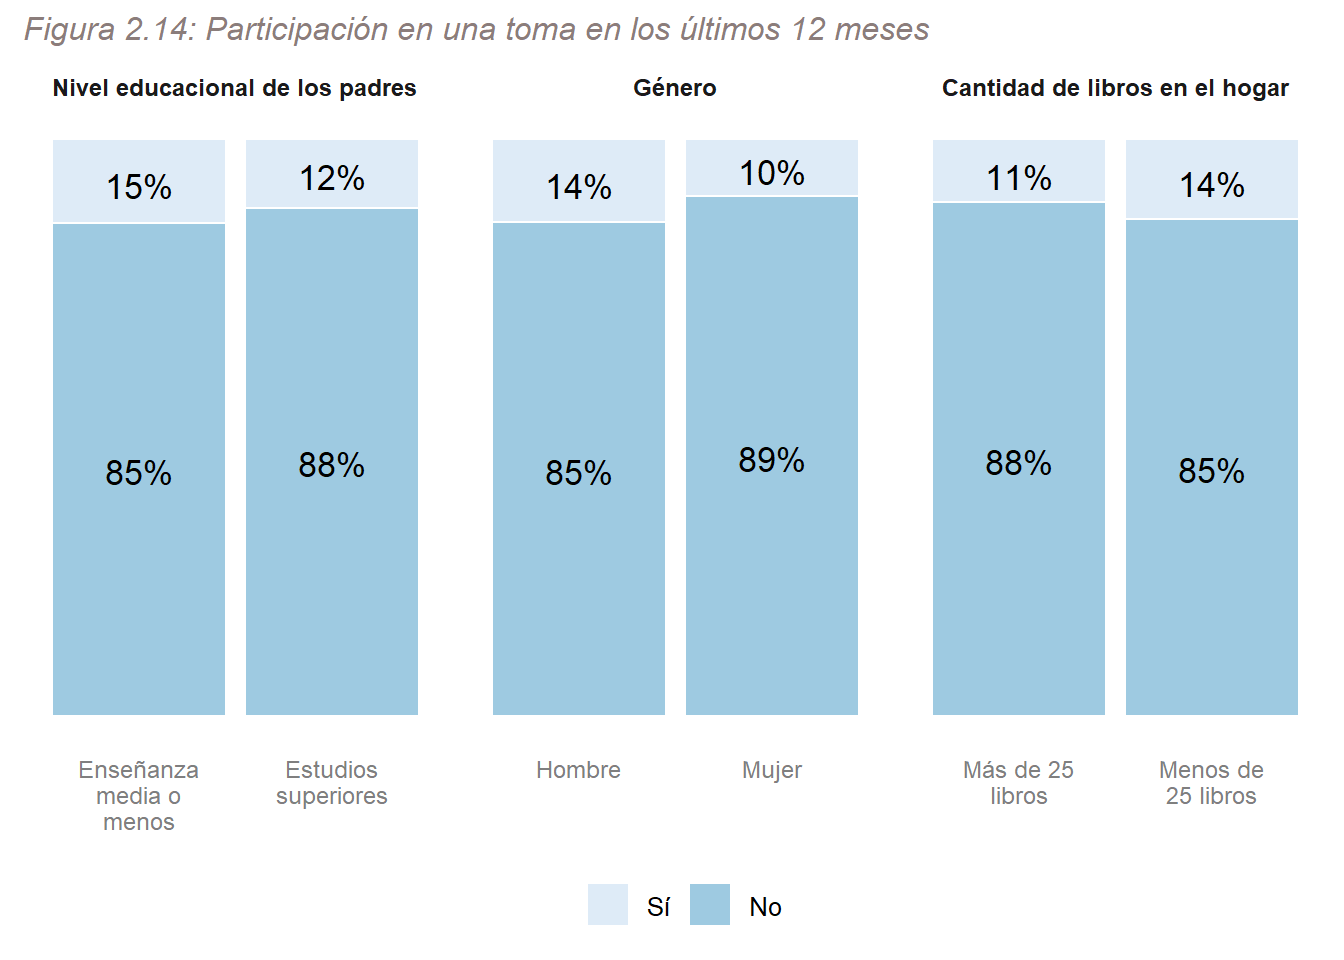 Figura 2.14: Participación en una toma en los últimos 12 meses
Nivel educacional de los padres
Género
Cantidad de libros en el hogar
15%
12%
14%
10%
11%
14%
85%
88%
85%
89%
88%
85%
Enseñanza
media o
menos
Estudios
superiores
Hombre
Mujer
Más de 25
libros
Menos de
25 libros
Sí
No